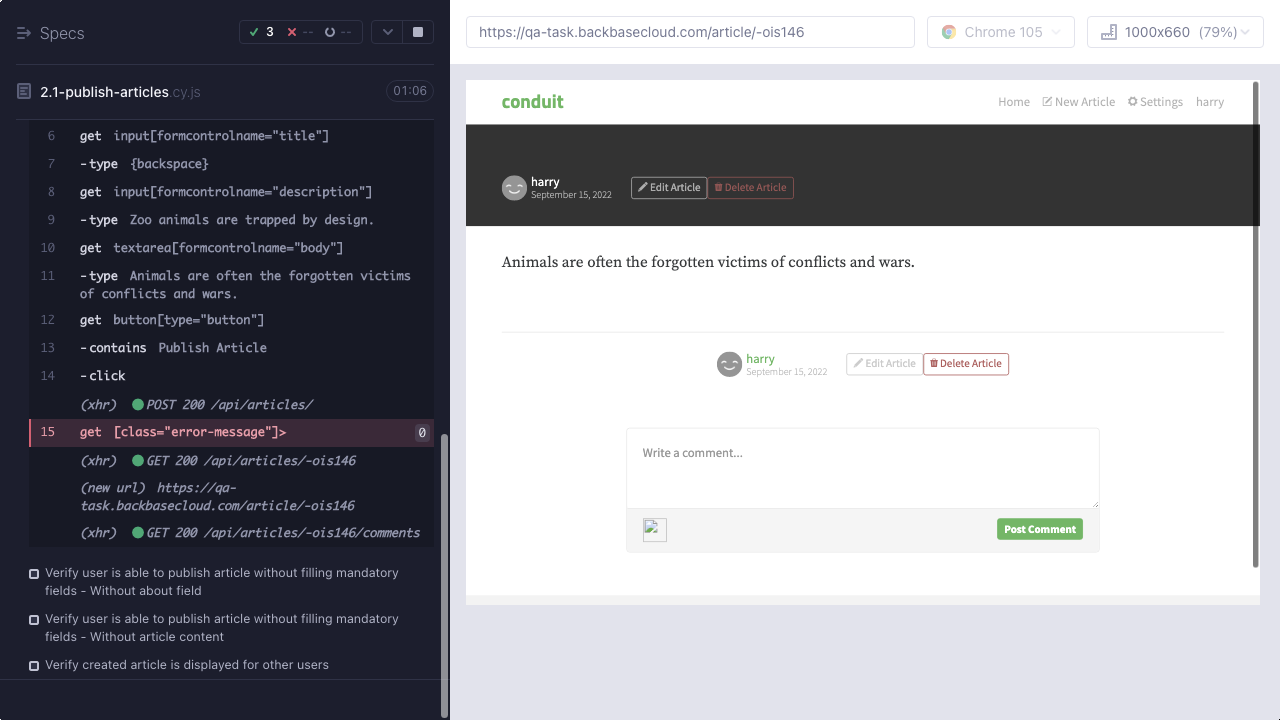 Specs
3 -- --
2.1-publish-articles.cy.js 01:06
6 get input[formcontrolname="title"]
7 -type {backspace}
8 get input[formcontrolname="description"]
9 -type Zoo animals are trapped by design.
10 get textarea[formcontrolname="body"]
11 -type Animals are often the forgotten victims
of conflicts and wars.
12 get button[type="button"]
13 -contains Publish Article
14 -click
(xhr) POST 200 /api/articles/
15 get [class="error-message"]> 0
(xhr) GET 200 /api/articles/-ois146
(new url) https://qa-
task.backbasecloud.com/article/-ois146
(xhr) GET 200 /api/articles/-ois146/comments
Verify user is able to publish article without filling mandatory
fields - Without about field
Verify user is able to publish article without filling mandatory
fields - Without article content
Verify created article is displayed for other users
https://qa-task.backbasecloud.com/article/-ois146
Chrome 105
1000x660 (79%)
conduit
Home New Article Settings harry
harry
September 15, 2022
Edit Article Delete Article
Animals are often the forgotten victims of conflicts and wars.
harry
September 15, 2022
Edit Article Delete Article
Write a comment...
Post Comment